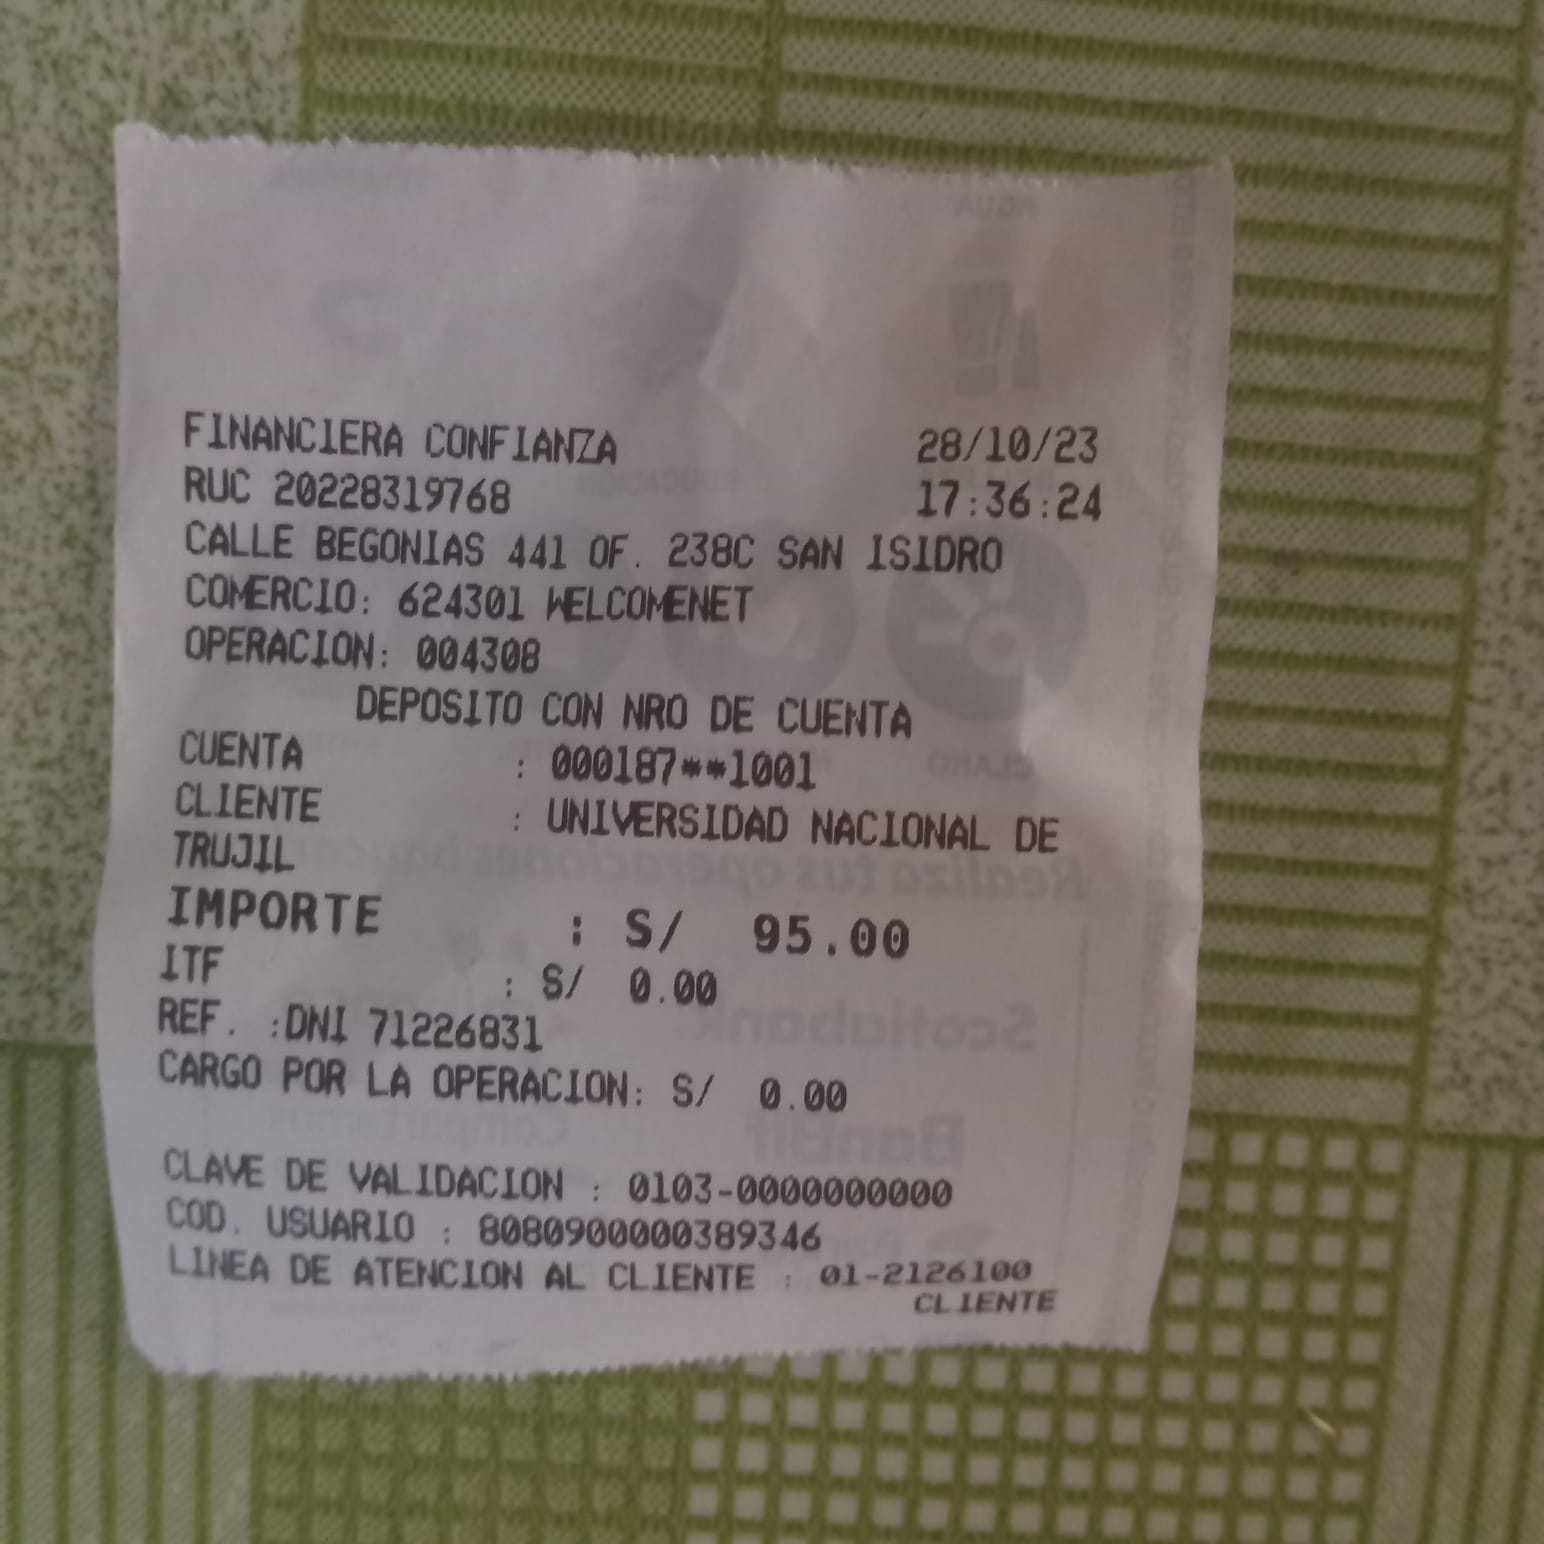 FINANCIERA CONFIANZA 28/10/23
RUC 20228319768 17:36:24
CALLE BEGONIAS 441 OF. 238C SAN ISIDRO
COMERCIO: 624301 WELCOMENET
OPERACION: 004308
DEPOSITO CON NRO DE CUENTA
CUENTA : 000187**1001
CLIENTE : UNIVERSIDAD NACIONAL DE
TRUJIL
IMPORTE : S/ 95.00
ITF : S/ 0.00
REF. :DNI 71226831
CARGO POR LA OPERACION: S/ 0.00
CLAVE DE VALIDACION : 0103-0000000000
COD. USUARIO : 8080900000389346
LINEA DE ATENCION AL CLIENTE : 01-2126100
CLIENTE